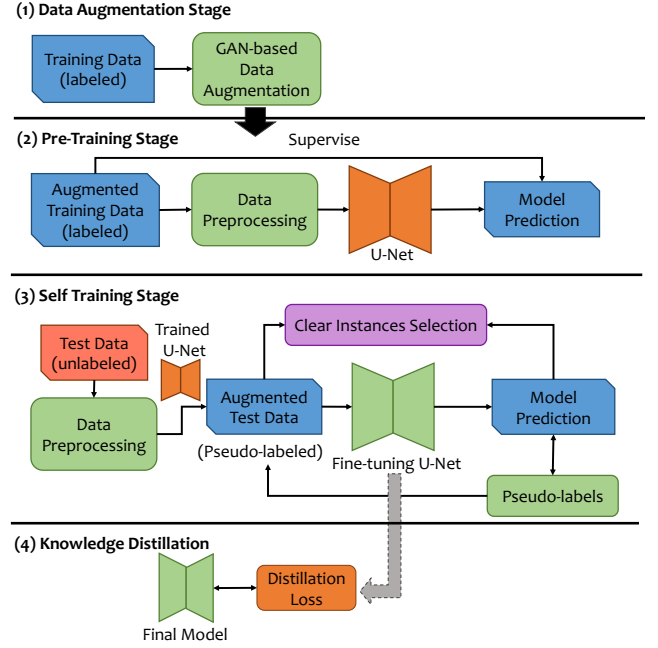 (1) Data Augmentation Stage
Training Data
(labeled)
GAN-based
Data
Augmentation
(2) Pre-Training Stage
Supervise
Augmented
Training Data
(labeled)
Data
Preprocessing
U-Net
Model
Prediction
(3) Self Training Stage
Clear Instances Selection
Test Data
(unlabeled)
Trained
U-Net
Data
Preprocessing
Augmented
Test Data
(Pseudo-labeled)
Fine-tuning U-Net
Model
Prediction
Pseudo-labels
(4) Knowledge Distillation
Distillation
Loss
Final Model